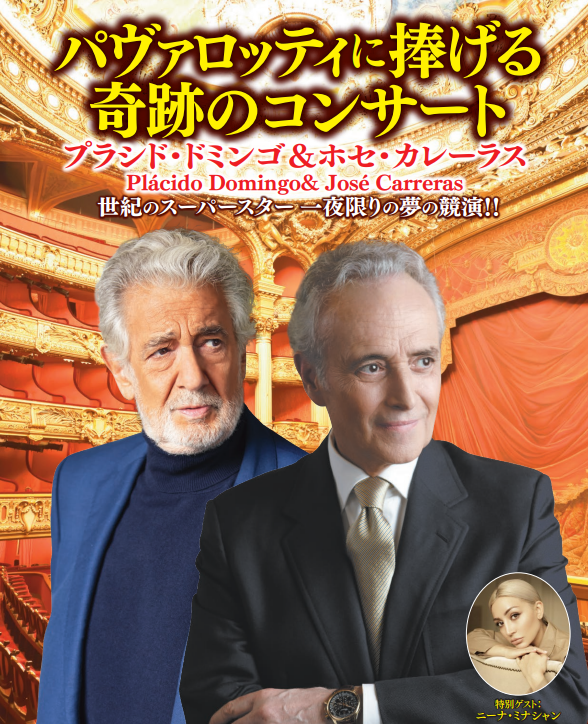 パヴァロッティに捧げる
奇跡のコンサート
プラシド・ドミンゴ&ホセ・カレーラス
Plácido Domingo& José Carreras
世紀のスーパースター 一夜限りの夢の競演!!
特別ゲスト:
ニーナ・ミナシャン